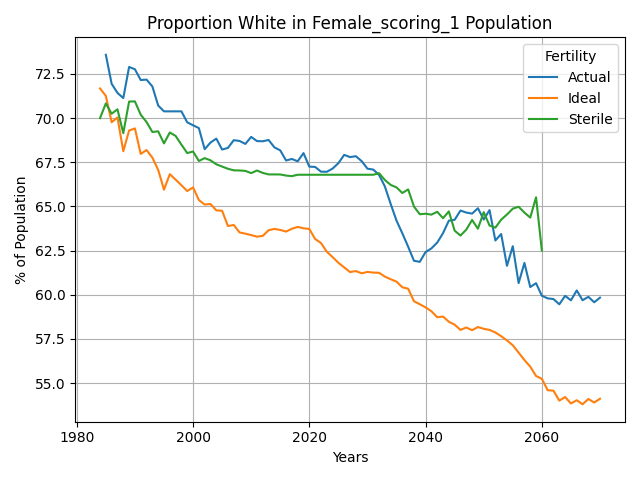 Proportion White in Female_scoring_1 Population
Fertility
Actual
Ideal
Sterile
% of Population
72.5
70.0
67.5
65.0
62.5
60.0
57.5
55.0
1980
2000
2020
2040
2060
Years